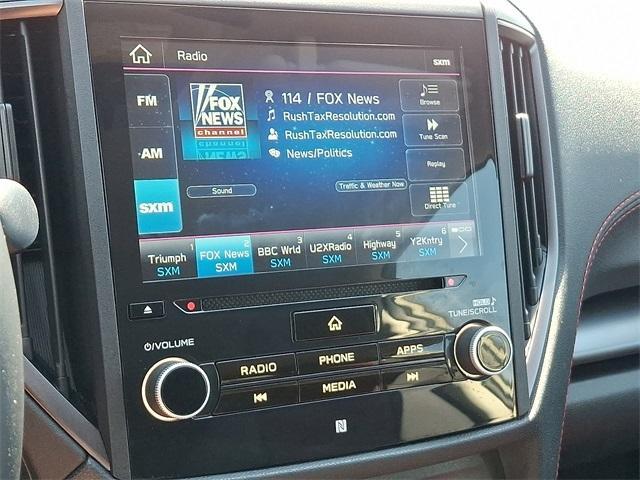 Radio
sxm
FM
AM
sxm
FOX
NEWS
channel
114 / FOX News
RushTaxResolution.com
RushTaxResolution.com
News/Politics
Browse
Tune Scan
Replay
Direct Tune
Sound
Traffic & Weather Now
1 2 3 4 5 6
Triumph FOX News BBC Wrld U2XRadio Highway Y2Kntry
SXM SXM SXM SXM SXM SXM
HOLD
TUNE/SCROLL
VOLUME
RADIO PHONE APPS
MEDIA
N